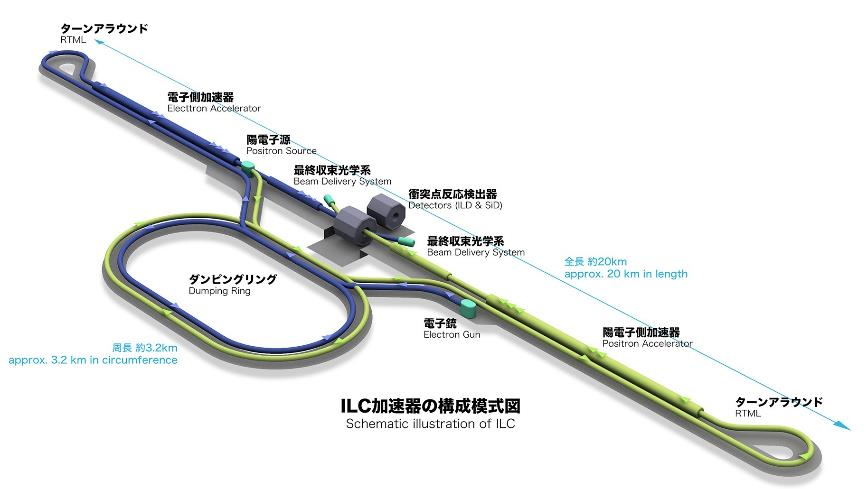 ターンアラウンド
RTML
電子側加速器
Electtron Accelerator
陽電子源
Positron Source
最終収束光学系
Beam Delivery System
衝突点反応検出器
Detectors (ILD & SiD)
最終収束光学系
Beam Delivery System
全長 約20km
approx. 20 km in length
ダンピングリング
Dumping Ring
電子銃
Electron Gun
陽電子側加速器
Positron Accelerator
周長 約3.2km
approx. 3.2 km in circumference
ターンアラウンド
RTML
ILC加速器の構成模式図
Schematic illustration of ILC